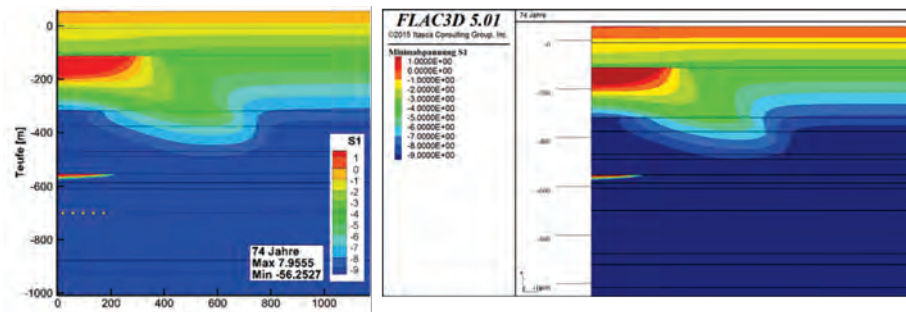 0
-200
-400
-600
-800
-1000
Teufe [m]
0
200
400
600
800
1000
S1
1
0
-1
-2
-3
-4
-5
-6
-7
-8
-9
74 Jahre
Max 7.9555
Min -56.2527
FLAC3D 5.01
©2015 Itasca Consulting Group, Inc.
Minimalspannung S1
1.0000E+00
0.0000E+00
-1.0000E+00
-2.0000E+00
-3.0000E+00
-4.0000E+00
-5.0000E+00
-6.0000E+00
-7.0000E+00
-8.0000E+00
-9.0000E+00
74 Jahre